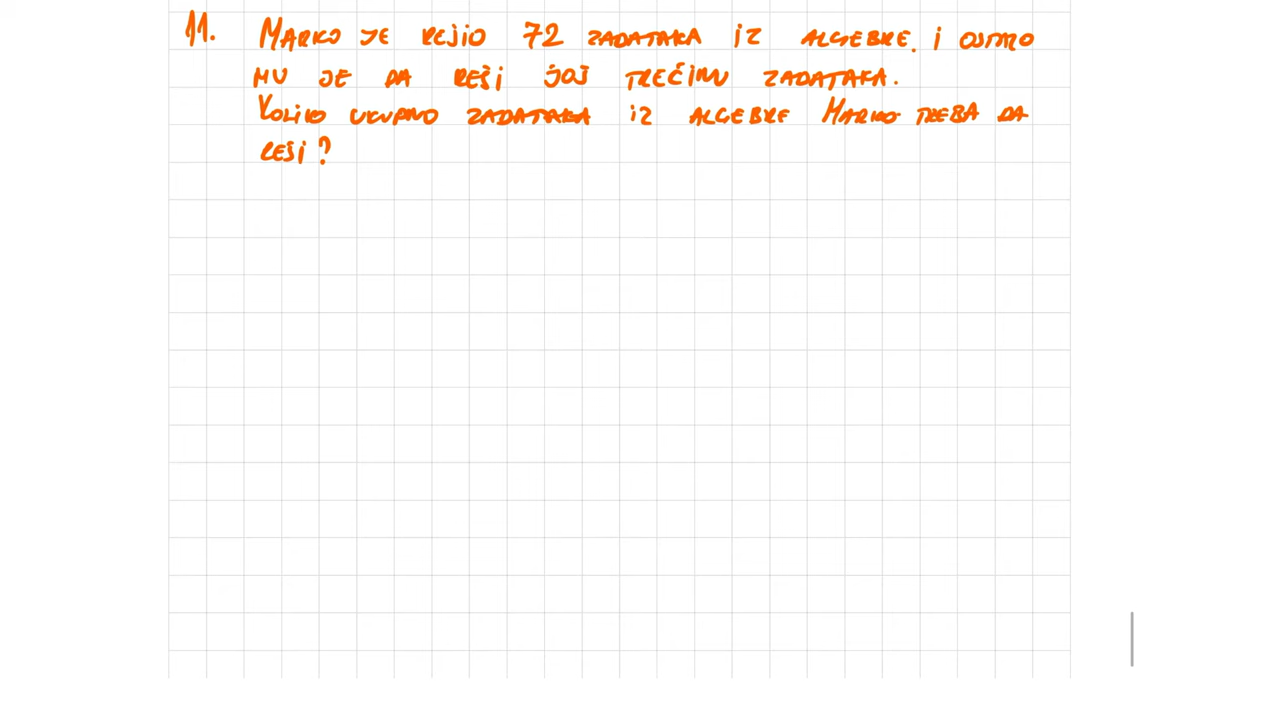 11. MARKO JE REŠIO 72 ZADATAKA IZ ALGEBRE. I OSTALO
MU JE DA REŠI JOŠ TREĆINU ZADATAKA.
KOLIKO UKUPNO ZADATAKA IZ ALGEBRE MARKO TREBA DA
REŠI?